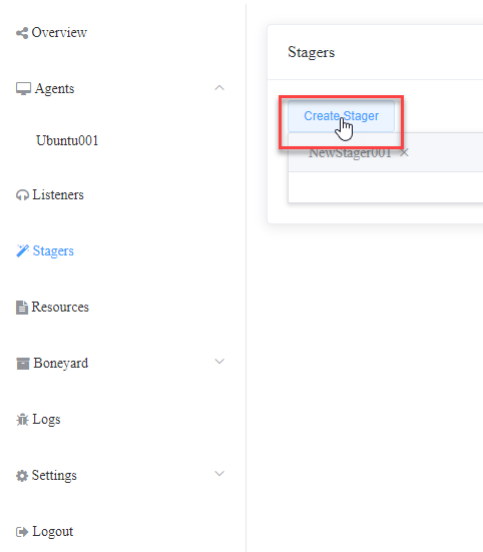 Overview
Agents
Ubuntu001
Listeners
Stagers
Resources
Boneyard
Logs
Settings
Logout
Stagers
Create Stager
NewStager001 ×